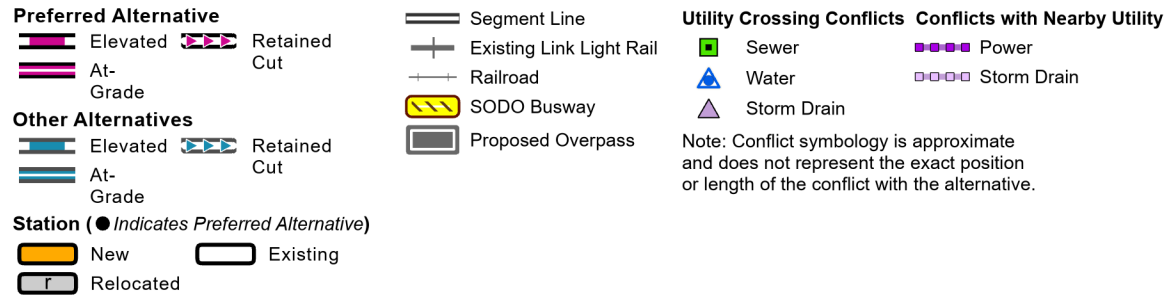 Preferred Alternative
Elevated
Retained
Cut
At-
Grade
Other Alternatives
Elevated
Retained
Cut
At-
Grade
Station (● Indicates Preferred Alternative)
New
Existing
r
Relocated
Segment Line
Existing Link Light Rail
Railroad
SODO Busway
Proposed Overpass
Utility Crossing Conflicts
Sewer
Water
Storm Drain
Conflicts with Nearby Utility
Power
Storm Drain
Note: Conflict symbology is approximate
and does not represent the exact position
or length of the conflict with the alternative.